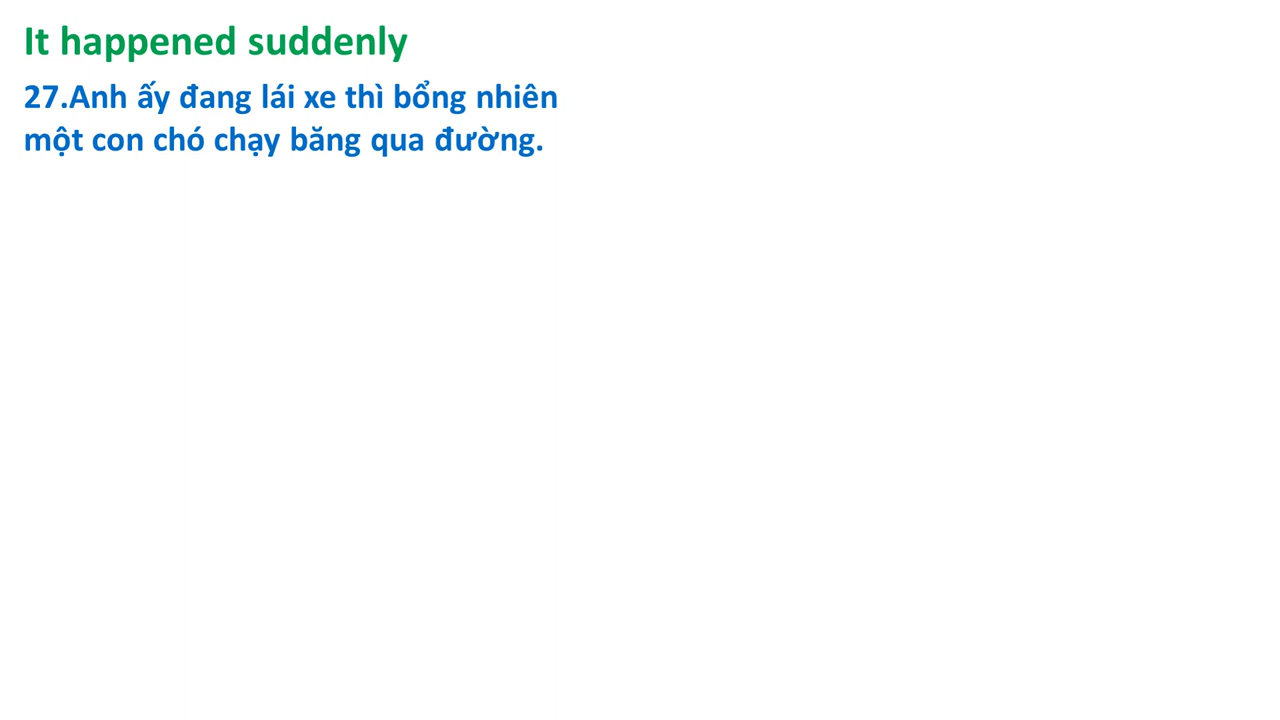 It happened suddenly
27.Anh ấy đang lái xe thì bổng nhiên
một con chó chạy băng qua đường.